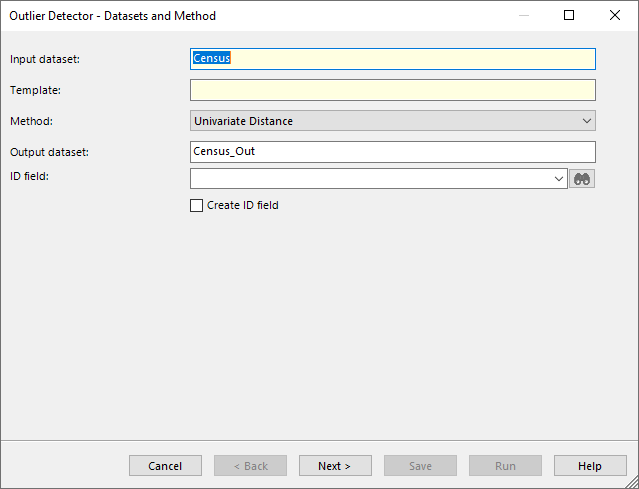 Outlier Detector - Datasets and Method
Input dataset: Census
Template:
Method: Univariate Distance
Output dataset: Census_Out
ID field:
Create ID field
Cancel < Back Next > Save Run Help